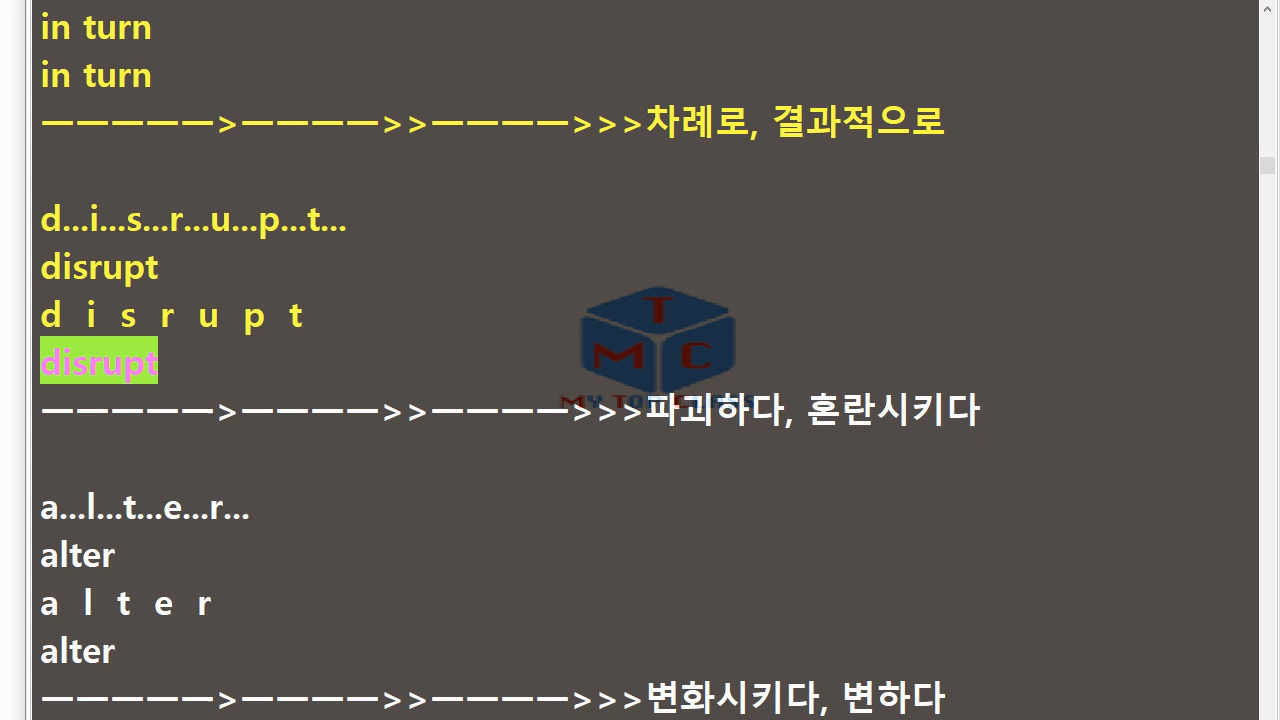 in turn
in turn
—————>————>>————>>>차례로, 결과적으로
d...i...s...r...u...p...t...
disrupt
d i s r u p t
disrupt
—————>————>>————>>>파괴하다, 혼란시키다
a...l...t...e...r...
alter
a l t e r
alter
—————>————>>————>>>변화시키다, 변하다
T
M C